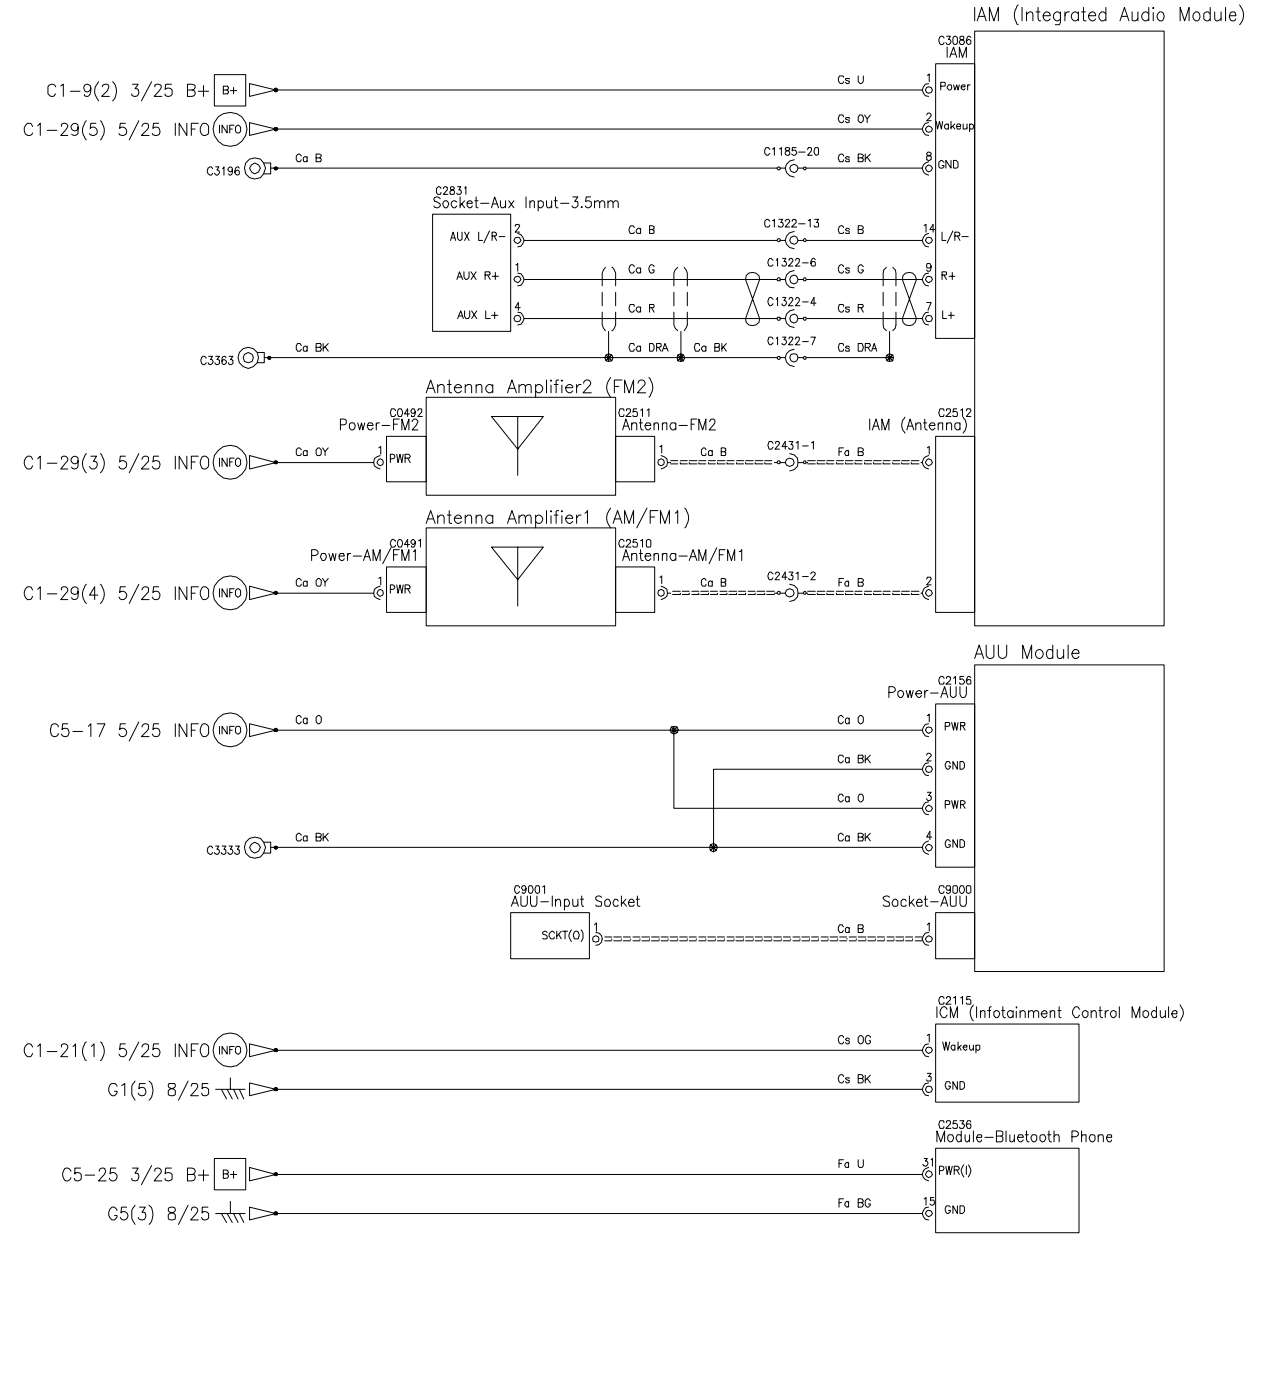 IAM (Integrated Audio Module)
C3086
IAM
C1-9(2) 3/25 B+ B+ Cs U 1 Power
C1-29(5) 5/25 INFO INFO Cs OY 2 Wakeup
C3196 Ca B C1185-20 Cs BK 8 GND
C2831
Socket-Aux Input-3.5mm
AUX L/R- 2 Ca B C1322-13 Cs B 14 L/R-
AUX R+ 1 Ca G C1322-6 Cs G 9 R+
AUX L+ 4 Ca R C1322-4 Cs R 7 L+
C3363 Ca BK Ca DRA Ca BK C1322-7 Cs DRA
Antenna Amplifier2 (FM2)
C0492 C2511 C2512
Power-FM2 Antenna-FM2 IAM (Antenna)
C1-29(3) 5/25 INFO INFO Ca OY 1 PWR 1 Ca B C2431-1 Fa B 1
Antenna Amplifier1 (AM/FM1)
C0491 C2510
Power-AM/FM1 Antenna-AM/FM1
C1-29(4) 5/25 INFO INFO Ca OY 1 PWR 1 Ca B C2431-2 Fa B 2
AUU Module
C2156
Power-AUU
C5-17 5/25 INFO INFO Ca O Ca O 1 PWR
Ca BK 2 GND
Ca O 3 PWR
C3333 Ca BK Ca BK 4 GND
C9001 C9000
AUU-Input Socket Socket-AUU
SCKT(O) 1 Ca B 1
C2115
ICM (Infotainment Control Module)
C1-21(1) 5/25 INFO INFO Cs OG 1 Wakeup
G1(5) 8/25 Cs BK 3 GND
C2536
Module-Bluetooth Phone
C5-25 3/25 B+ B+ Fa U 31 PWR(I)
G5(3) 8/25 Fa BG 15 GND